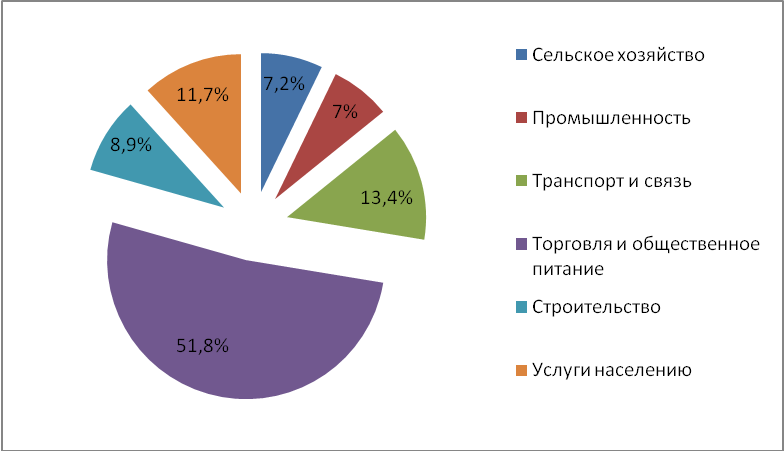 7,2%
7%
13,4%
51,8%
8,9%
11,7%
Сельское хозяйство
Промышленность
Транспорт и связь
Торговля и общественное
питание
Строительство
Услуги населению